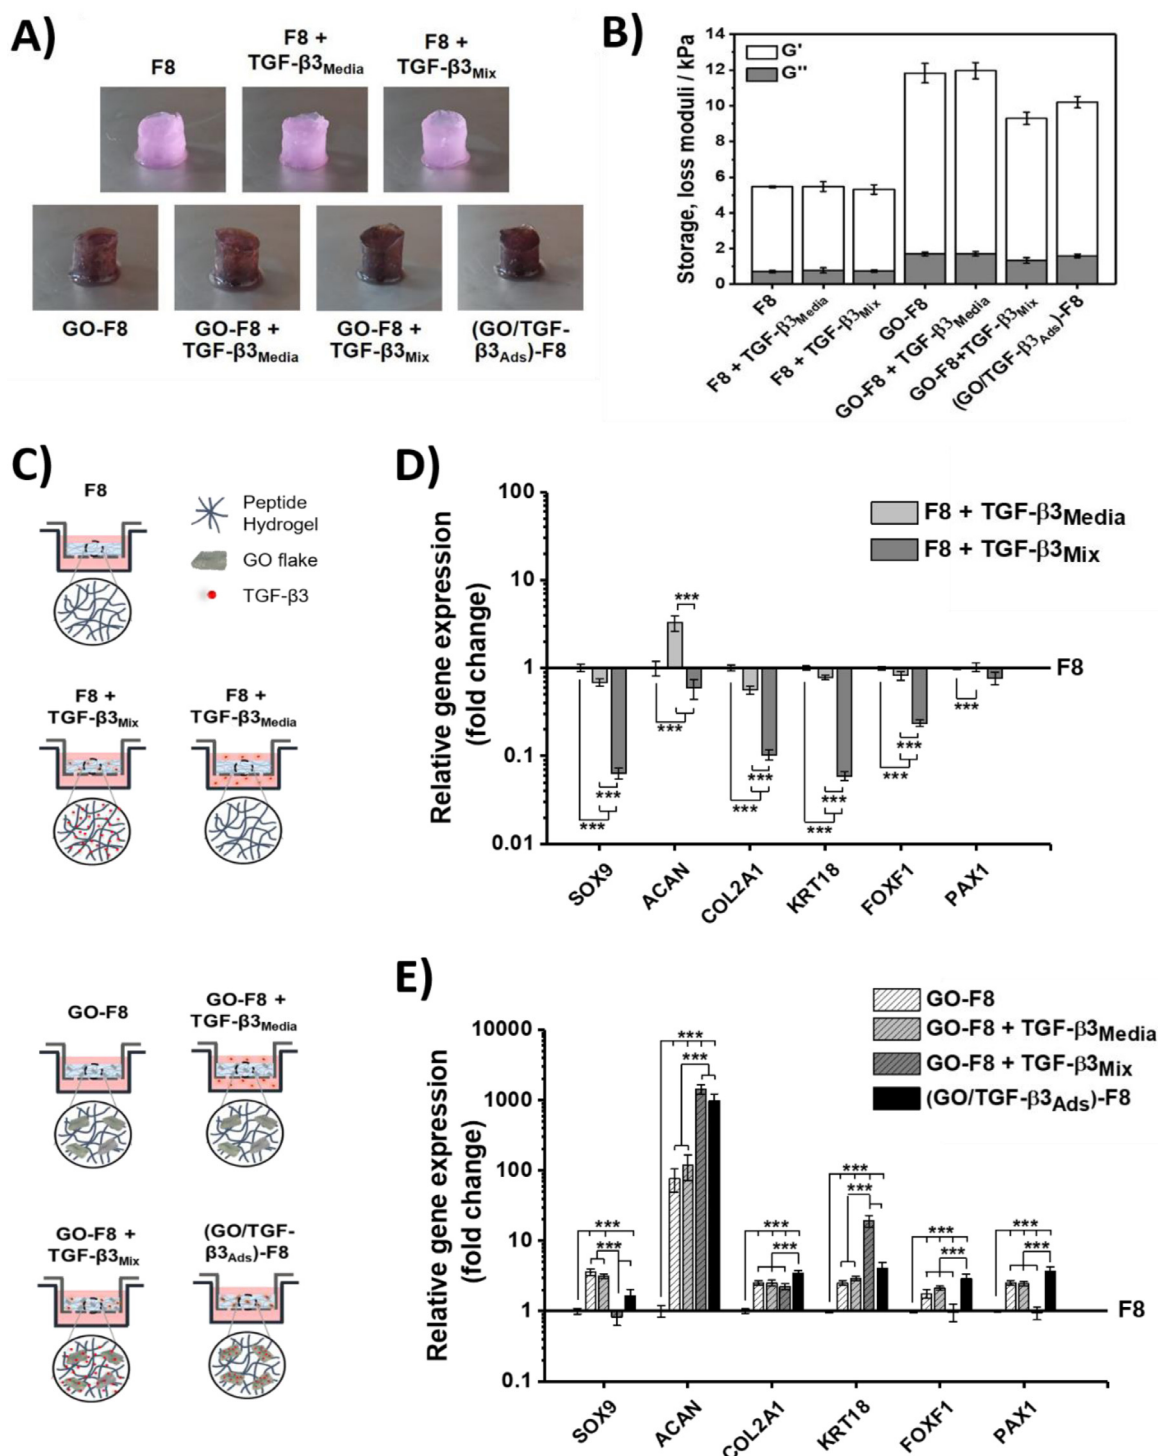 A)
F8
F8 +
TGF-β3Media
F8 +
TGF-β3Mix
GO-F8
GO-F8 +
TGF-β3Media
GO-F8 +
TGF-β3Mix
(GO/TGF-
β3Ads)-F8
B)
Storage, loss moduli / kPa
14
12
10
8
6
4
2
0
G'
G''
F8
F8 + TGF-β3Media
F8 + TGF-β3Mix
GO-F8
GO-F8 + TGF-β3Media
GO-F8+TGF-β3Mix
(GO/TGF-β3Ads)-F8
C)
F8
Peptide
Hydrogel
GO flake
TGF-β3
F8 +
TGF-β3Mix
F8 +
TGF-β3Media
GO-F8
GO-F8 +
TGF-β3Media
GO-F8 +
TGF-β3Mix
(GO/TGF-
β3Ads)-F8
D)
Relative gene expression
(fold change)
100
10
1
0.1
0.01
F8 + TGF-β3Media
F8 + TGF-β3Mix
F8
***
***
***
***
***
***
***
***
***
***
***
SOX9
ACAN
COL2A1
KRT18
FOXF1
PAX1
E)
Relative gene expression
(fold change)
10000
1000
100
10
1
0.1
GO-F8
GO-F8 + TGF-β3Media
GO-F8 + TGF-β3Mix
(GO/TGF-β3Ads)-F8
F8
***
***
***
***
***
***
***
***
***
***
***
***
SOX9
ACAN
COL2A1
KRT18
FOXF1
PAX1